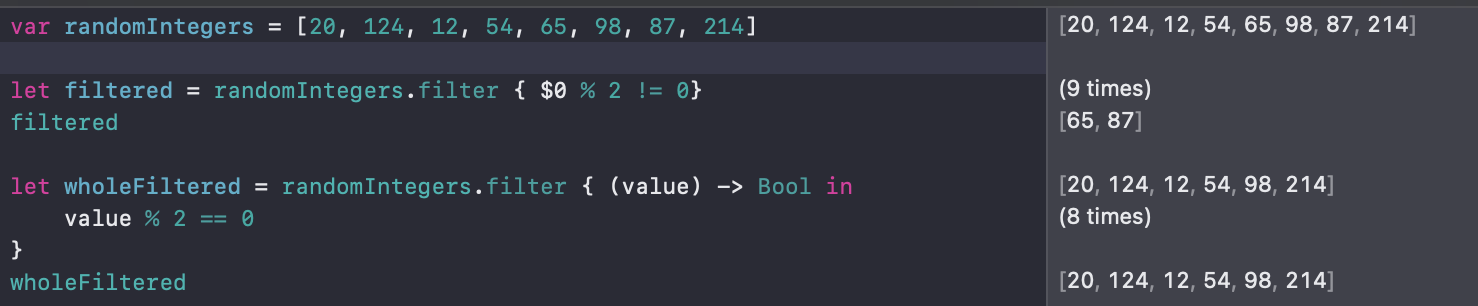 var randomIntegers = [20, 124, 12, 54, 65, 98, 87, 214]
[20, 124, 12, 54, 65, 98, 87, 214]
let filtered = randomIntegers.filter { $0 % 2 != 0}
(9 times)
filtered
[65, 87]
let wholeFiltered = randomIntegers.filter { (value) -> Bool in
[20, 124, 12, 54, 98, 214]
value % 2 == 0
(8 times)
}
wholeFiltered
[20, 124, 12, 54, 98, 214]